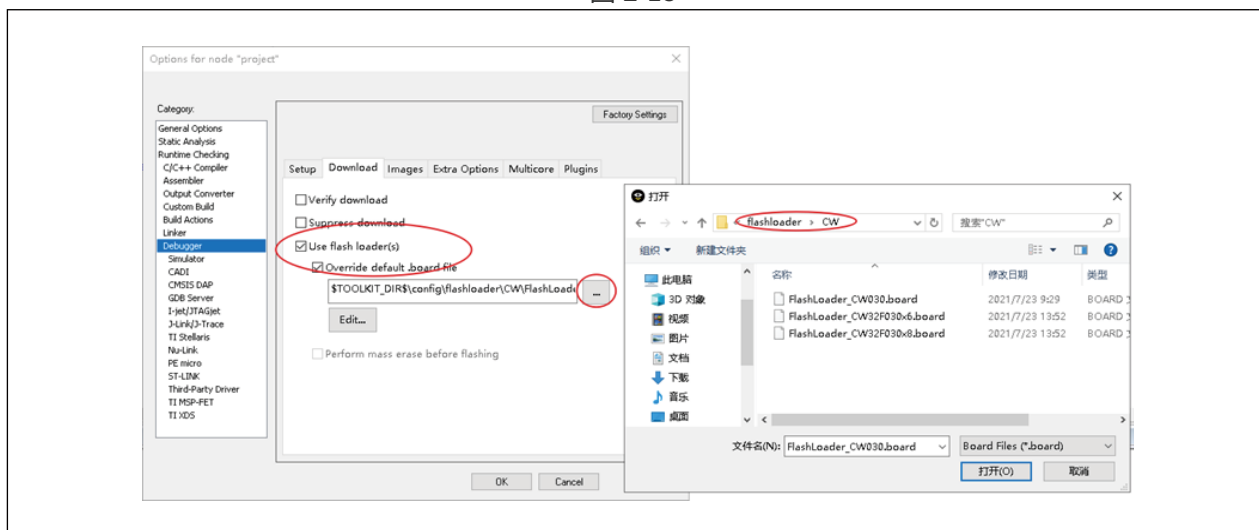 Options for node "project"
Category:
General Options
Static Analysis
Runtime Checking
C/C++ Compiler
Assembler
Output Converter
Custom Build
Build Actions
Linker
Debugger
Simulator
CADI
CMSIS DAP
GDB Server
I-jet/JTAGjet
J-Link/J-Trace
TI Stellaris
Nu-Link
PE micro
ST-LINK
Third-Party Driver
TI MSP-FET
TI XDS
Factory Settings
Setup Download Images Extra Options Multicore Plugins
Verify download
Suppress download
Use flash loader(s)
Override default .board file
$TOOLKIT_DIR$\config\flashloader\CW\FlashLoade
...
Edit...
Perform mass erase before flashing
OK Cancel
打开
« flashloader > CW
搜索"CW"
组织 新建文件夹
此电脑
3D 对象
视频
图片
文档
下载
音乐
桌面
名称 修改日期 类型
FlashLoader_CW030.board 2021/7/23 9:29 BOARD
FlashLoader_CW32F030x6.board 2021/7/23 13:52 BOARD
FlashLoader_CW32F030x8.board 2021/7/23 13:52 BOARD
文件名(N): FlashLoader_CW030.board Board Files (*.board)
打开(O) 取消